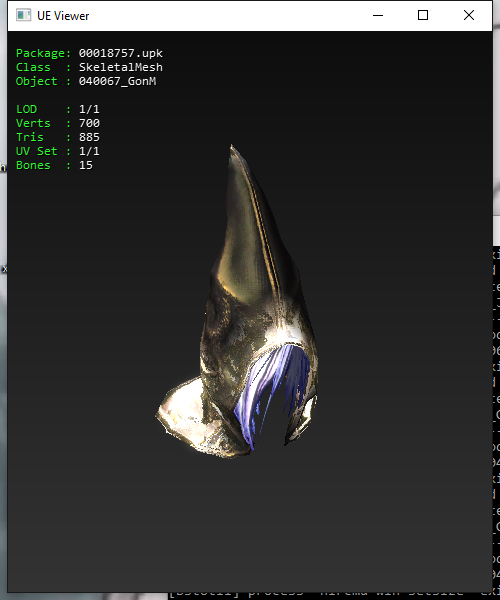 UE Viewer
Package: 00018757.upk
Class : SkeletalMesh
Object : 040067_GonM
LOD : 1/1
Verts : 700
Tris : 885
UV Set : 1/1
Bones : 15